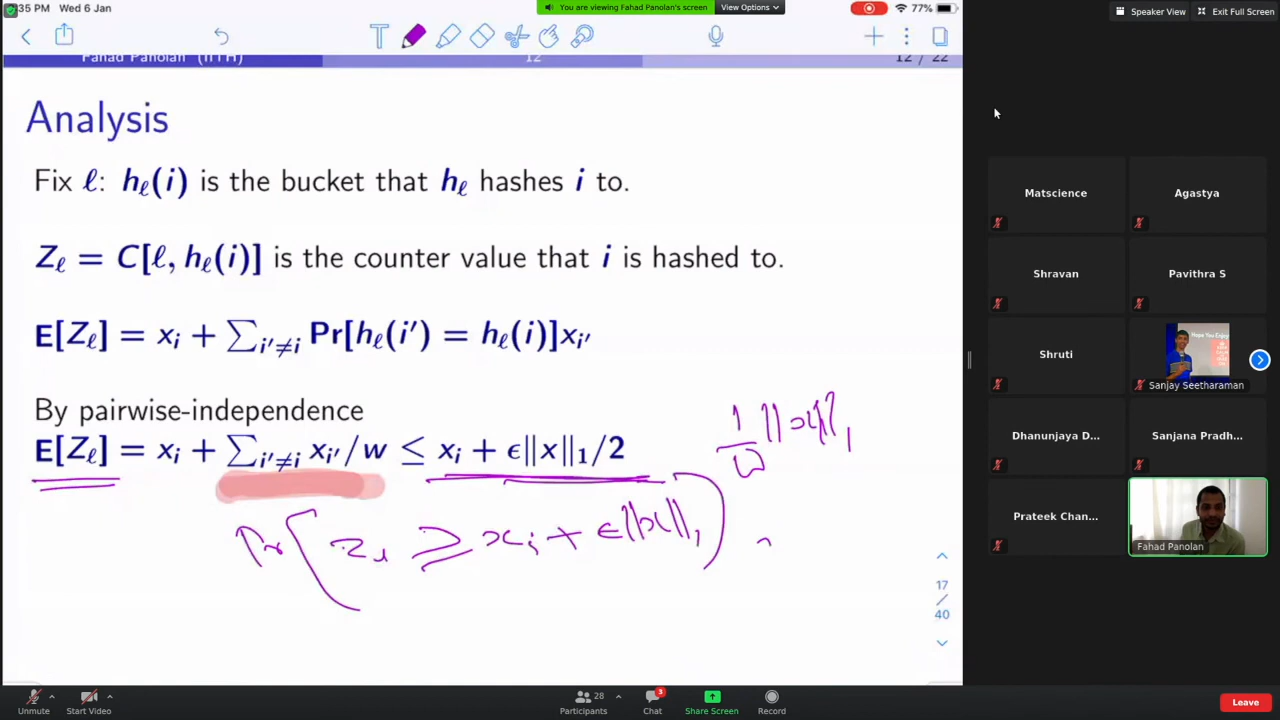 :35 PM Wed 6 Jan
You are viewing Fahad Panolan's screen
View Options
77%
Speaker View
Exit Full Screen
Fahad Panolan (IITH)
12
12 / 22
Analysis
Fix ℓ: hℓ(i) is the bucket that hℓ hashes i to.
Zℓ = C[ℓ, hℓ(i)] is the counter value that i is hashed to.
E[Zℓ] = xᵢ + ∑ᵢ′≠ᵢ Pr[hℓ(i′) = hℓ(i)]xᵢ′
By pairwise-independence
E[Zℓ] = xᵢ + ∑ᵢ′≠ᵢ xᵢ′/w ≤ xᵢ + ϵ‖x‖₁/2
1/w ||x||₁
Pr[Zℓ ≥ xᵢ + ϵ||x||₁)
17
/
40
Matscience
Agastya
Shravan
Pavithra S
Shruti
Hope You Enjoy
Sanjay Seetharaman
Dhanunjaya D...
Sanjana Pradh...
Prateek Chan...
Fahad Panolan
Unmute
Start Video
28
Participants
3
Chat
Share Screen
Record
Leave